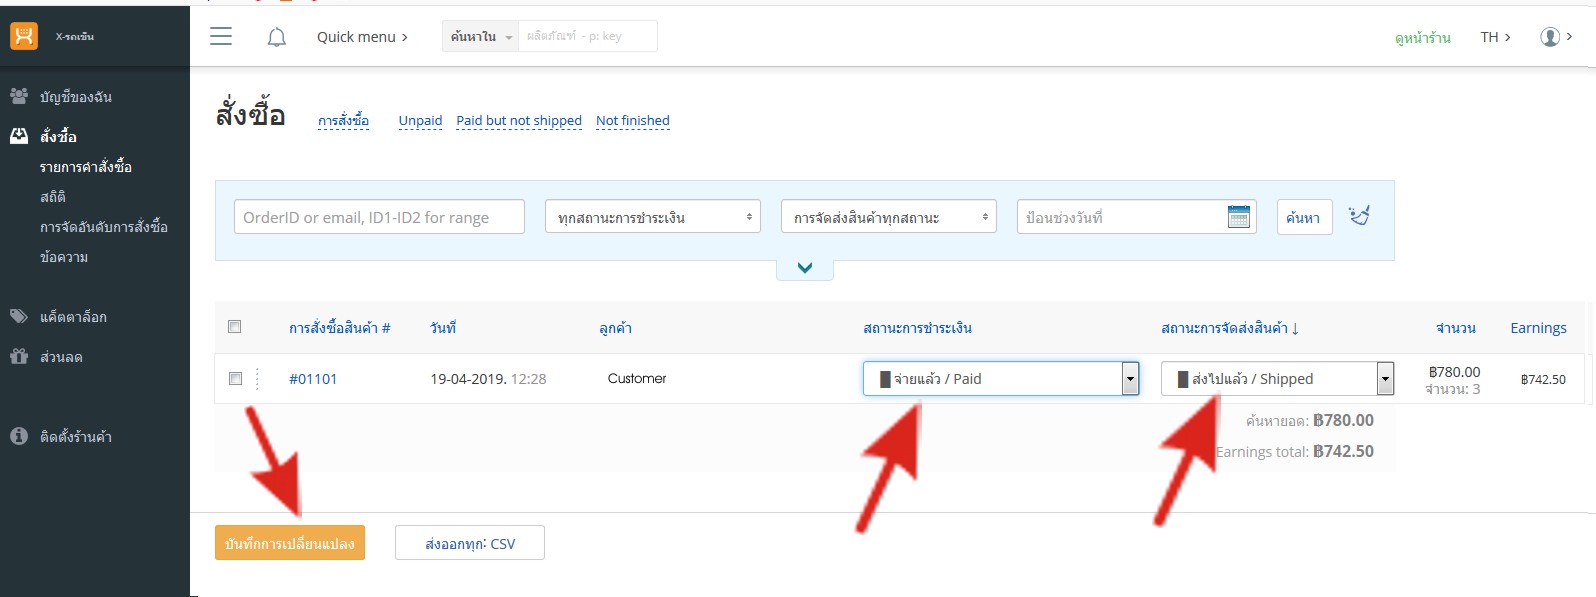 X-รถเข็น
Quick menu >
ค้นหาใน
ผลิตภัณฑ์ - p: key
ดูหน้าร้าน
TH >
บัญชีของฉัน
สั่งซื้อ
รายการคำสั่งซื้อ
สถิติ
การจัดอันดับการสั่งซื้อ
ข้อความ
แค็ตตาล็อก
ส่วนลด
ติดตั้งร้านค้า
สั่งซื้อ
การสั่งซื้อ Unpaid Paid but not shipped Not finished
OrderID or email, ID1-ID2 for range
ทุกสถานะการชำระเงิน
การจัดส่งสินค้าทุกสถานะ
ป้อนช่วงวันที่
ค้นหา
การสั่งซื้อสินค้า # วันที่ ลูกค้า สถานะการชำระเงิน สถานะการจัดส่งสินค้า ↓ จำนวน Earnings
#01101 19-04-2019. 12:28 Customer จ่ายแล้ว / Paid ส่งไปแล้ว / Shipped ฿780.00 ฿742.50
จำนวน: 3
ค้นหายอด: ฿780.00
Earnings total: ฿742.50
บันทึกการเปลี่ยนแปลง
ส่งออกทุก: CSV